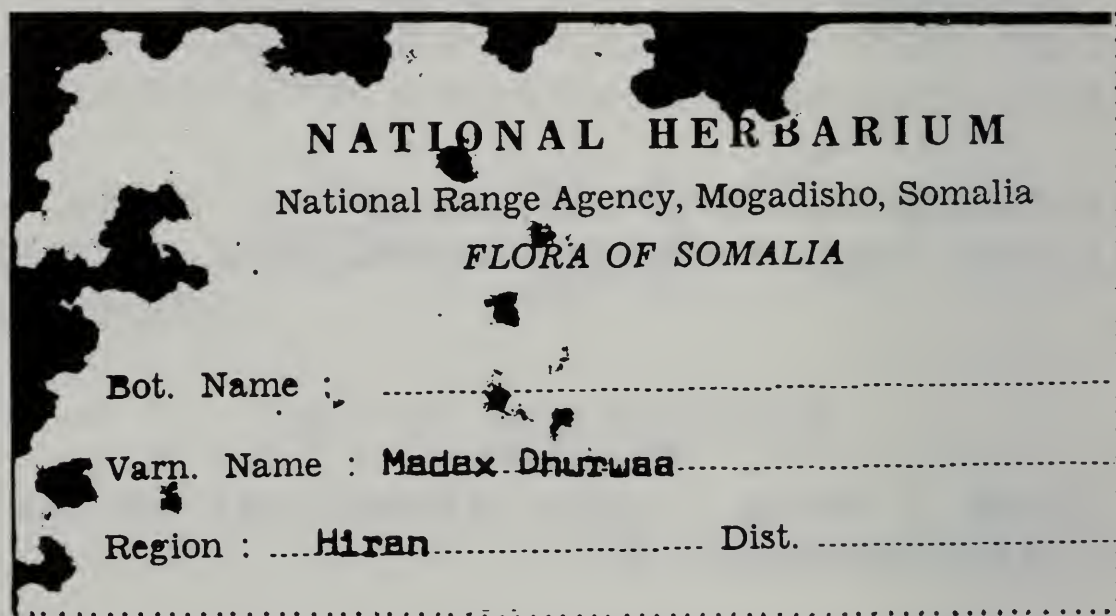 NATIONAL HERBARIUM
National Range Agency, Mogadisho, Somalia
FLORA OF SOMALIA
Bot. Name :
Varn. Name : Madax Dhurwaa
Region : Hiran Dist.